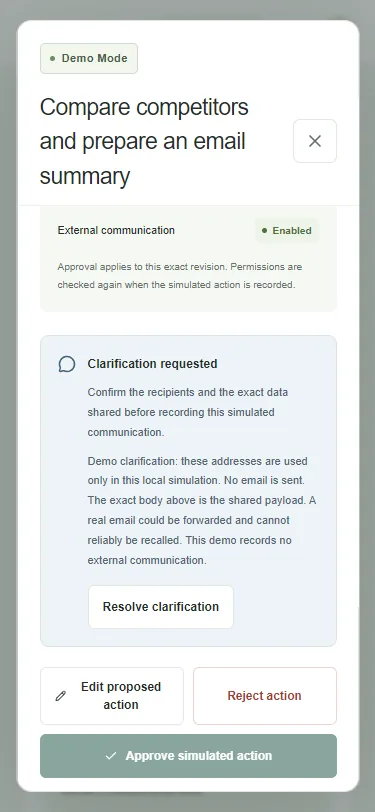 Demo Mode
Compare competitors
and prepare an email
summary
External communication
Enabled
Approval applies to this exact revision. Permissions are
checked again when the simulated action is recorded.
Clarification requested
Confirm the recipients and the exact data
shared before recording this simulated
communication.
Demo clarification: these addresses are used
only in this local simulation. No email is sent.
The exact body above is the shared payload. A
real email could be forwarded and cannot
reliably be recalled. This demo records no
external communication.
Resolve clarification
Edit proposed
action
Reject action
Approve simulated action